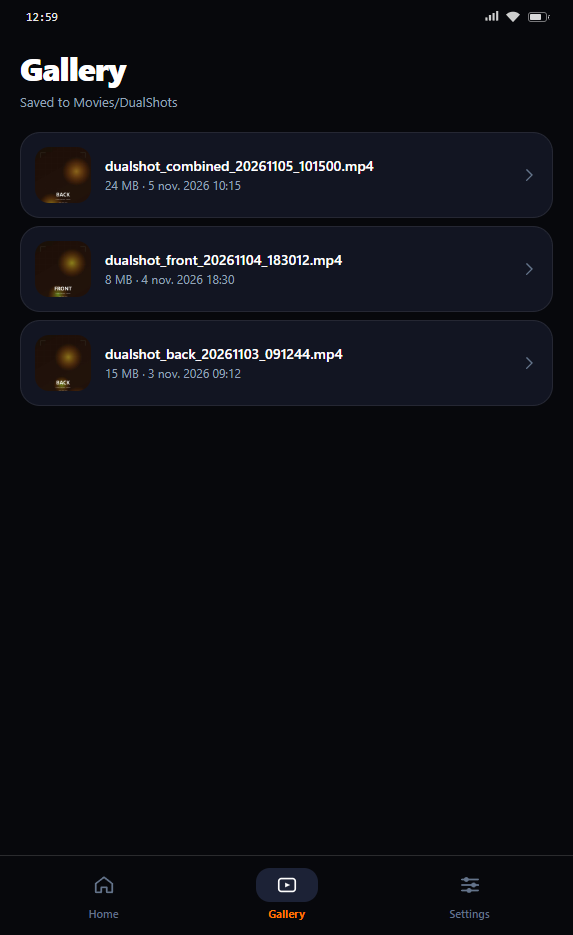 12:59
Gallery
Saved to Movies/DualShots
BACK
dualshot_combined_20261105_101500.mp4
24 MB · 5 nov. 2026 10:15
FRONT
dualshot_front_20261104_183012.mp4
8 MB · 4 nov. 2026 18:30
BACK
dualshot_back_20261103_091244.mp4
15 MB · 3 nov. 2026 09:12
Home
Gallery
Settings